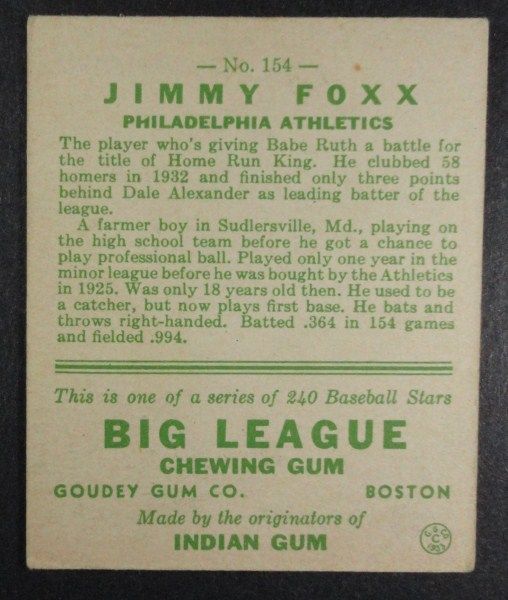 — No. 154 —
JIMMY FOXX
PHILADELPHIA ATHLETICS
The player who's giving Babe Ruth a battle for
the title of Home Run King. He clubbed 58
homers in 1932 and finished only three points
behind Dale Alexander as leading batter of the
league.
A farmer boy in Sudlersville, Md., playing on
the high school team before he got a chance to
play professional ball. Played only one year in the
minor league before he was bought by the Athletics
in 1925. Was only 18 years old then. He used to be
a catcher, but now plays first base. He bats and
throws right-handed. Batted .364 in 154 games
and fielded .994.
This is one of a series of 240 Baseball Stars
BIG LEAGUE
CHEWING GUM
GOUDEY GUM CO. BOSTON
Made by the originators of
INDIAN GUM
C
1933